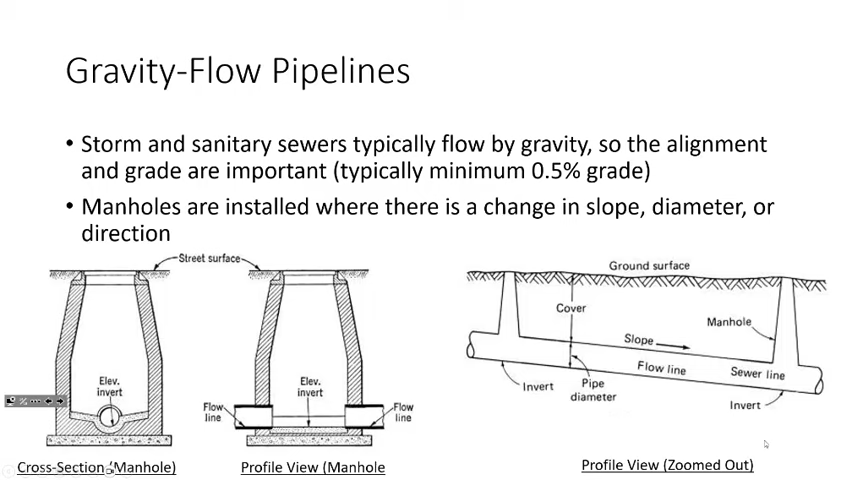 Gravity-Flow Pipelines
• Storm and sanitary sewers typically flow by gravity, so the alignment
and grade are important (typically minimum 0.5% grade)
• Manholes are installed where there is a change in slope, diameter, or
direction
Street surface
Elev.
invert
Elev.
invert
Flow
line
Flow
line
Cross-Section (Manhole)
Profile View (Manhole
Ground surface
Cover
Manhole
Slope
Flow line
Sewer line
Invert
Pipe
diameter
Invert
Profile View (Zoomed Out)